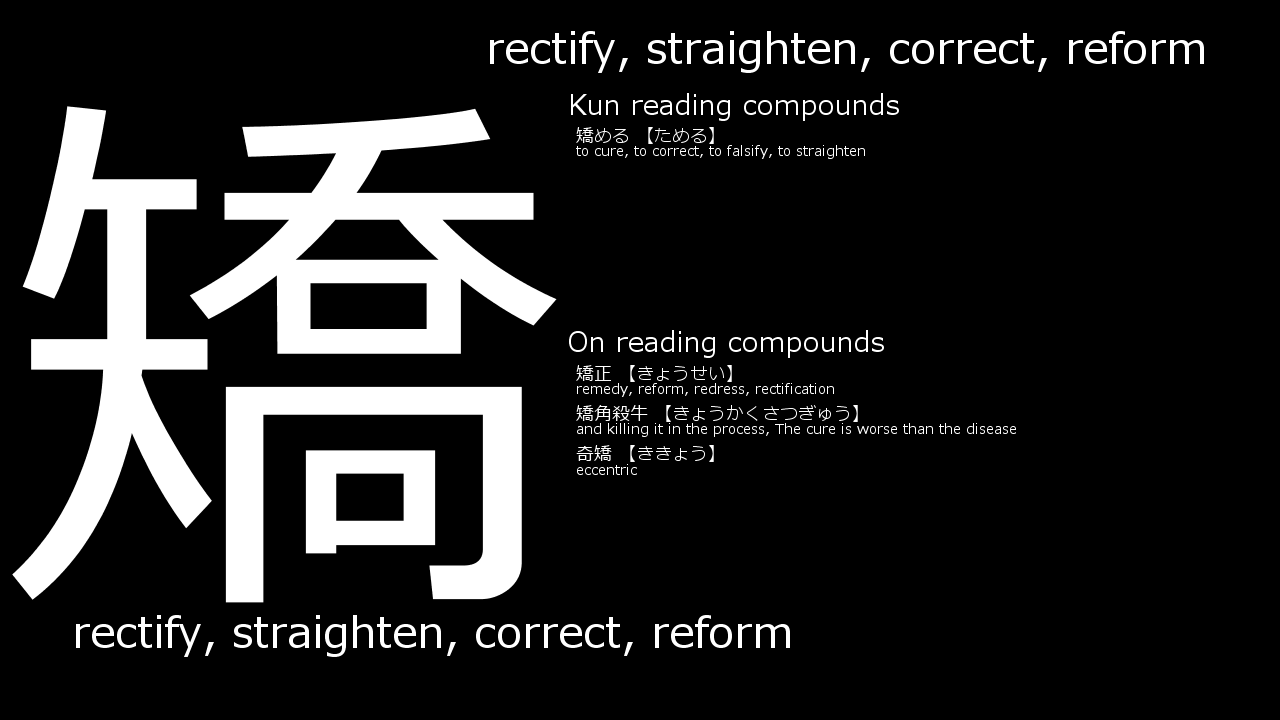 rectify, straighten, correct, reform
矯
Kun reading compounds
矯める 【ためる】
to cure, to correct, to falsify, to straighten
On reading compounds
矯正 【きょうせい】
remedy, reform, redress, rectification
矯角殺牛 【きょうかくさつぎゅう】
and killing it in the process, The cure is worse than the disease
奇矯 【ききょう】
eccentric
rectify, straighten, correct, reform